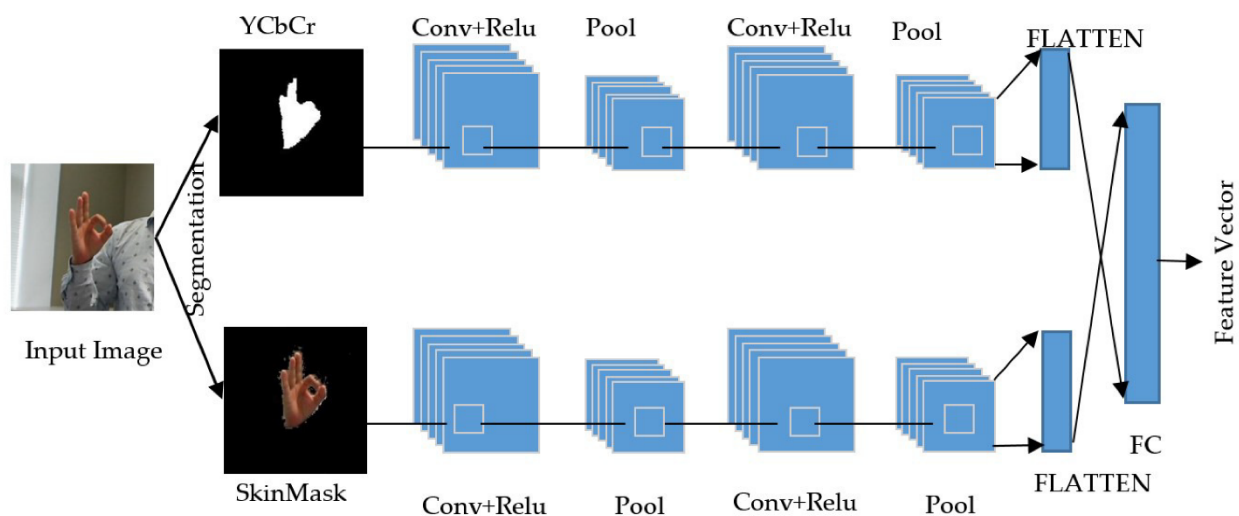 YCbCr
Conv+Relu
Pool
Conv+Relu
Pool
FLATTEN
Segmentation
Input Image
Feature Vector
FC
SkinMask
Conv+Relu
Pool
Conv+Relu
Pool
FLATTEN